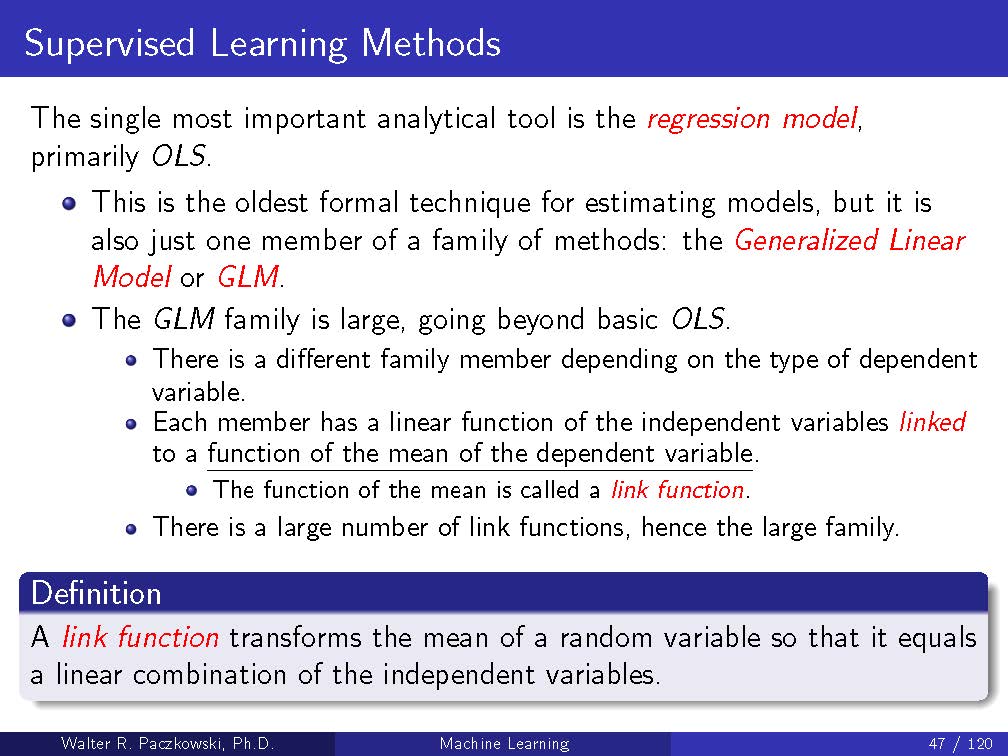 Supervised Learning Methods
The single most important analytical tool is the regression model,
primarily OLS.
This is the oldest formal technique for estimating models, but it is
also just one member of a family of methods: the Generalized Linear
Model or GLM.
The GLM family is large, going beyond basic OLS.
There is a different family member depending on the type of dependent
variable.
Each member has a linear function of the independent variables linked
to a function of the mean of the dependent variable.
The function of the mean is called a link function.
There is a large number of link functions, hence the large family.
Definition
A link function transforms the mean of a random variable so that it equals
a linear combination of the independent variables.
Walter R. Paczkowski, Ph.D. Machine Learning 47 / 120